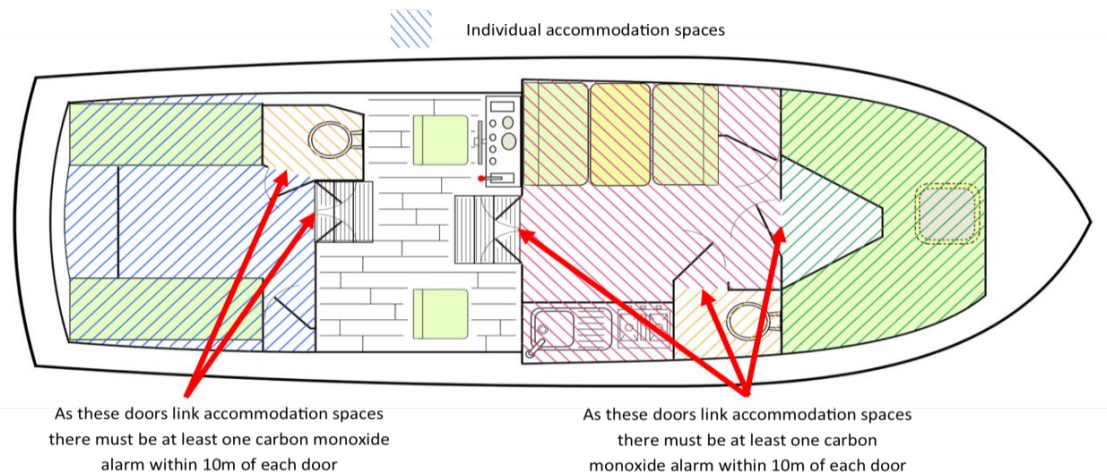 Individual accommodation spaces
As these doors link accommodation spaces
there must be at least one carbon monoxide
alarm within 10m of each door
As these doors link accommodation spaces
there must be at least one carbon
monoxide alarm within 10m of each door